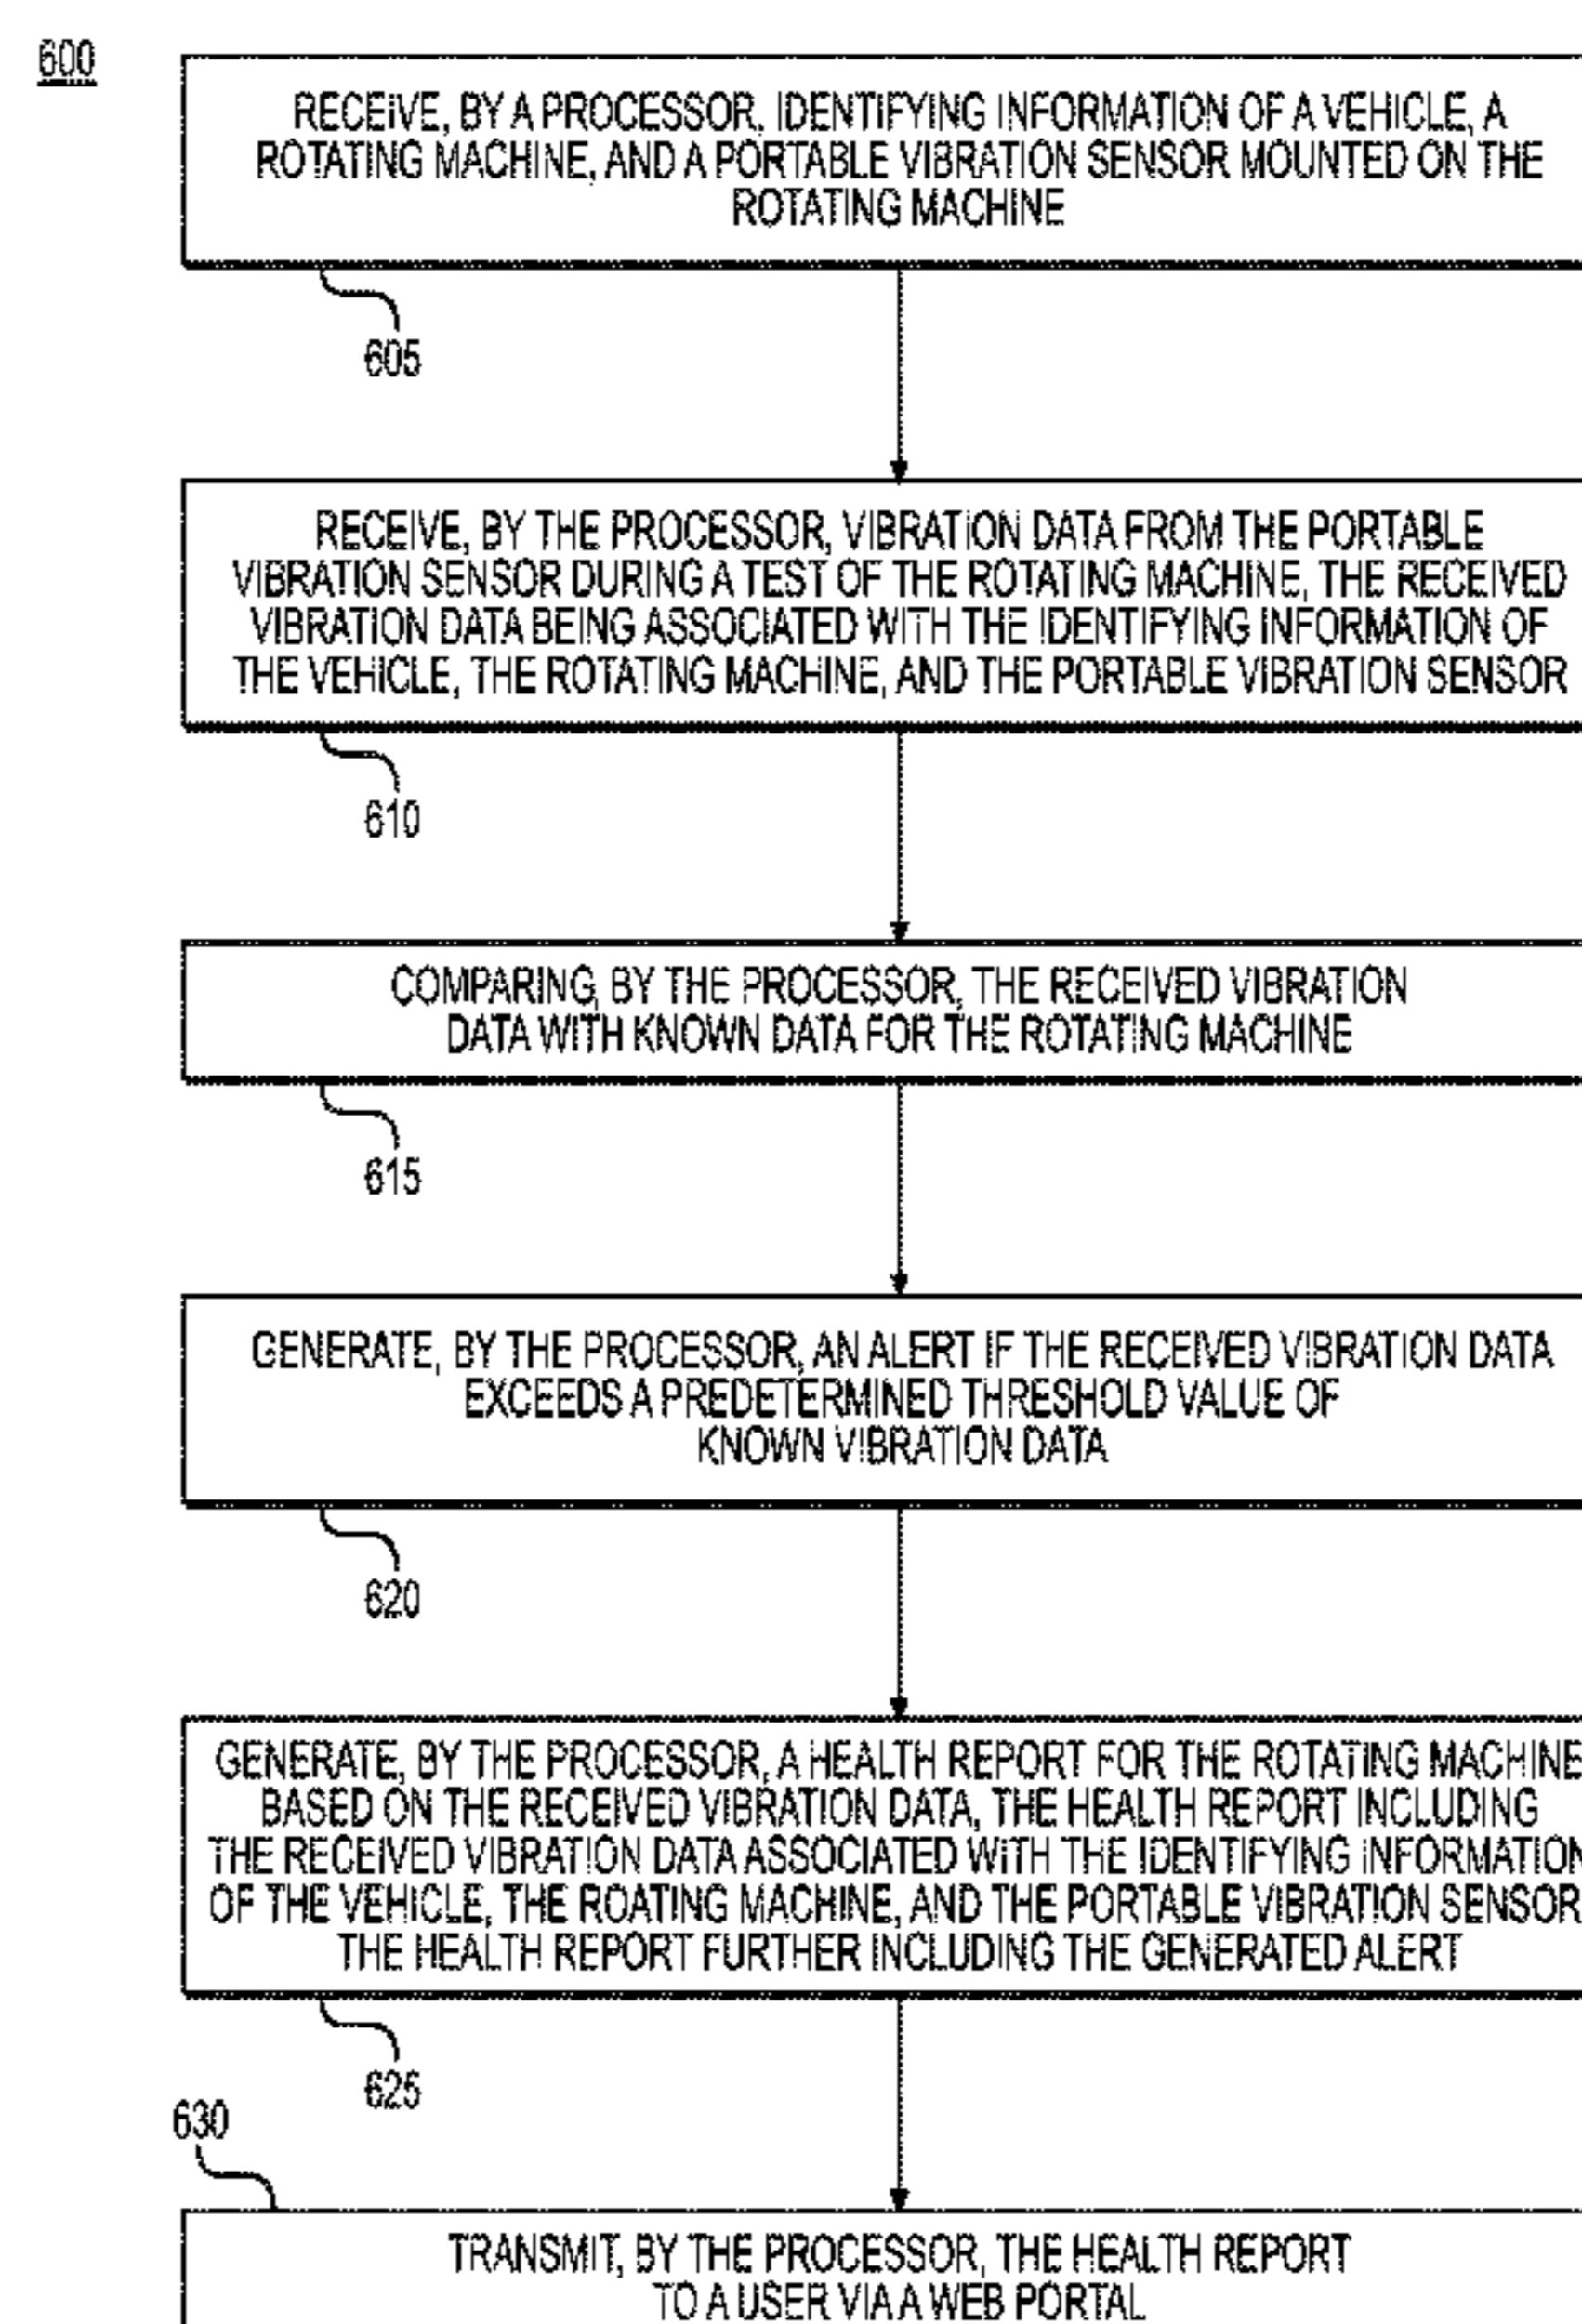 600
RECEIVE, BY A PROCESSOR, IDENTIFYING INFORMATION OF A VEHICLE, A
ROTATING MACHINE, AND A PORTABLE VIBRATION SENSOR MOUNTED ON THE
ROTATING MACHINE
605
RECEIVE, BY THE PROCESSOR, VIBRATION DATA FROM THE PORTABLE
VIBRATION SENSOR DURING A TEST OF THE ROTATING MACHINE, THE RECEIVED
VIBRATION DATA BEING ASSOCIATED WITH THE IDENTIFYING INFORMATION OF
THE VEHICLE, THE ROTATING MACHINE, AND THE PORTABLE VIBRATION SENSOR
610
COMPARING, BY THE PROCESSOR, THE RECEIVED VIBRATION
DATA WITH KNOWN DATA FOR THE ROTATING MACHINE
615
GENERATE, BY THE PROCESSOR, AN ALERT IF THE RECEIVED VIBRATION DATA
EXCEEDS A PREDETERMINED THRESHOLD VALUE OF
KNOWN VIBRATION DATA
620
GENERATE, BY THE PROCESSOR, A HEALTH REPORT FOR THE ROTATING MACHINE
BASED ON THE RECEIVED VIBRATION DATA, THE HEALTH REPORT INCLUDING
THE RECEIVED VIBRATION DATA ASSOCIATED WITH THE IDENTIFYING INFORMATION
OF THE VEHICLE, THE ROATING MACHINE, AND THE PORTABLE VIBRATION SENSOR
THE HEALTH REPORT FURTHER INCLUDING THE GENERATED ALERT
625
630
TRANSMIT, BY THE PROCESSOR, THE HEALTH REPORT
TO A USER VIA A WEB PORTAL